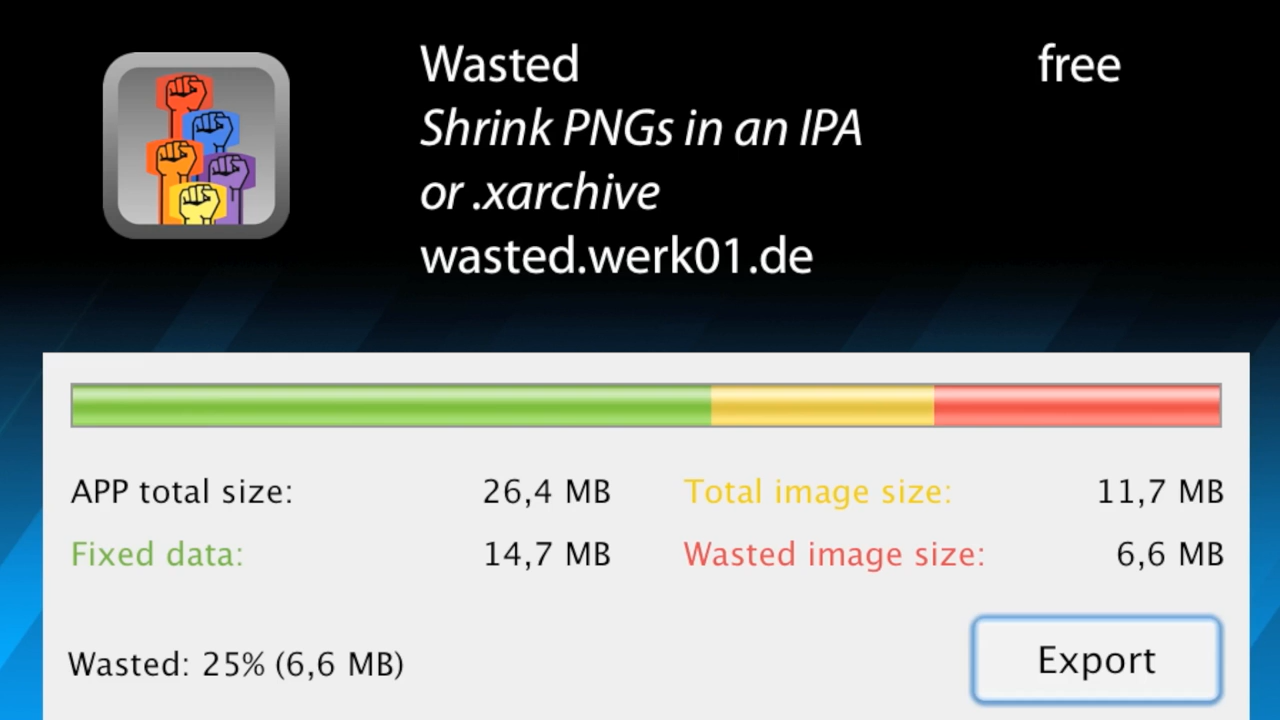 Wasted free
Shrink PNGs in an IPA
or .xarchive
wasted.werk01.de
APP total size: 26,4 MB Total image size: 11,7 MB
Fixed data: 14,7 MB Wasted image size: 6,6 MB
Wasted: 25% (6,6 MB) Export